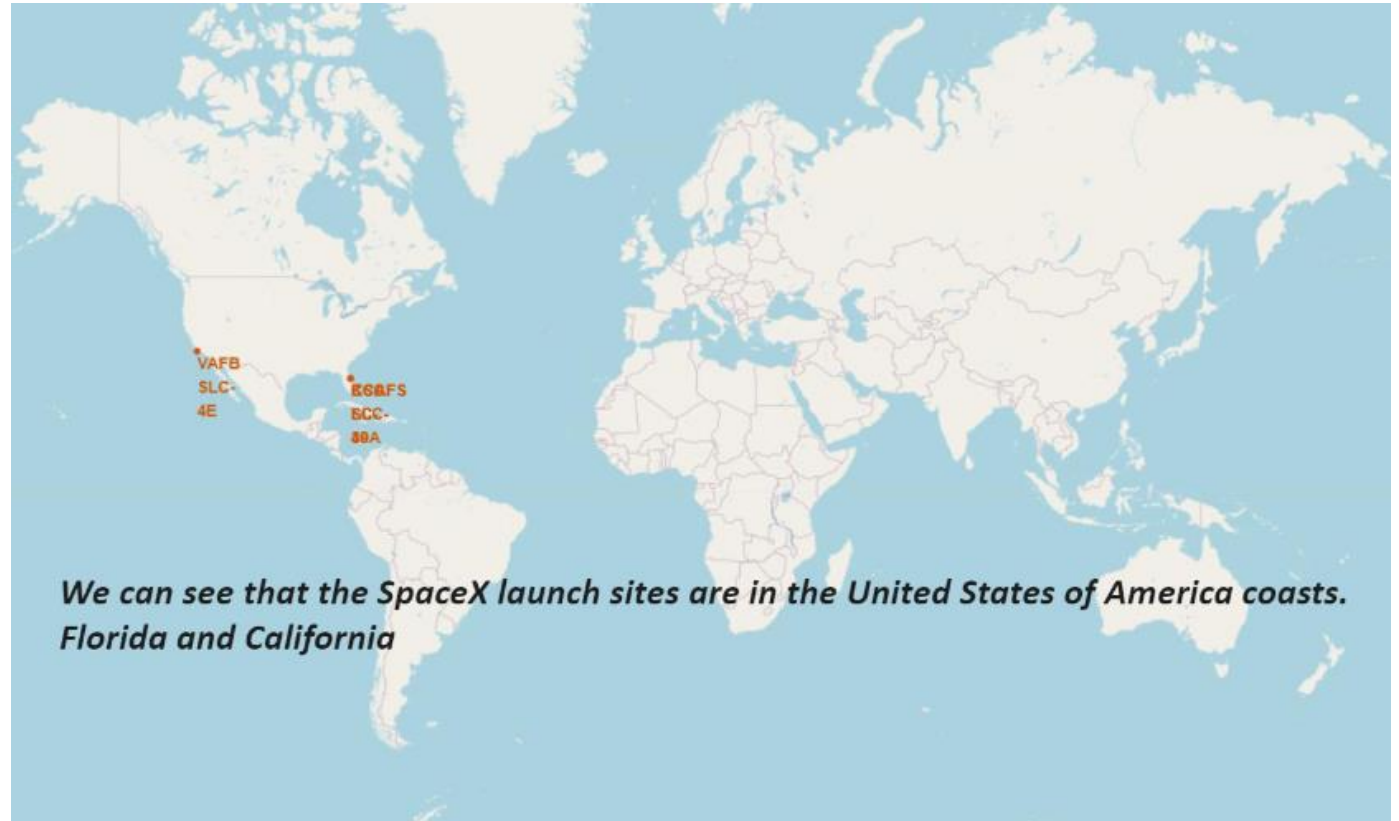 VAFB
SLC-
4E
We can see that the SpaceX launch sites are in the United States of America coasts.
Florida and California